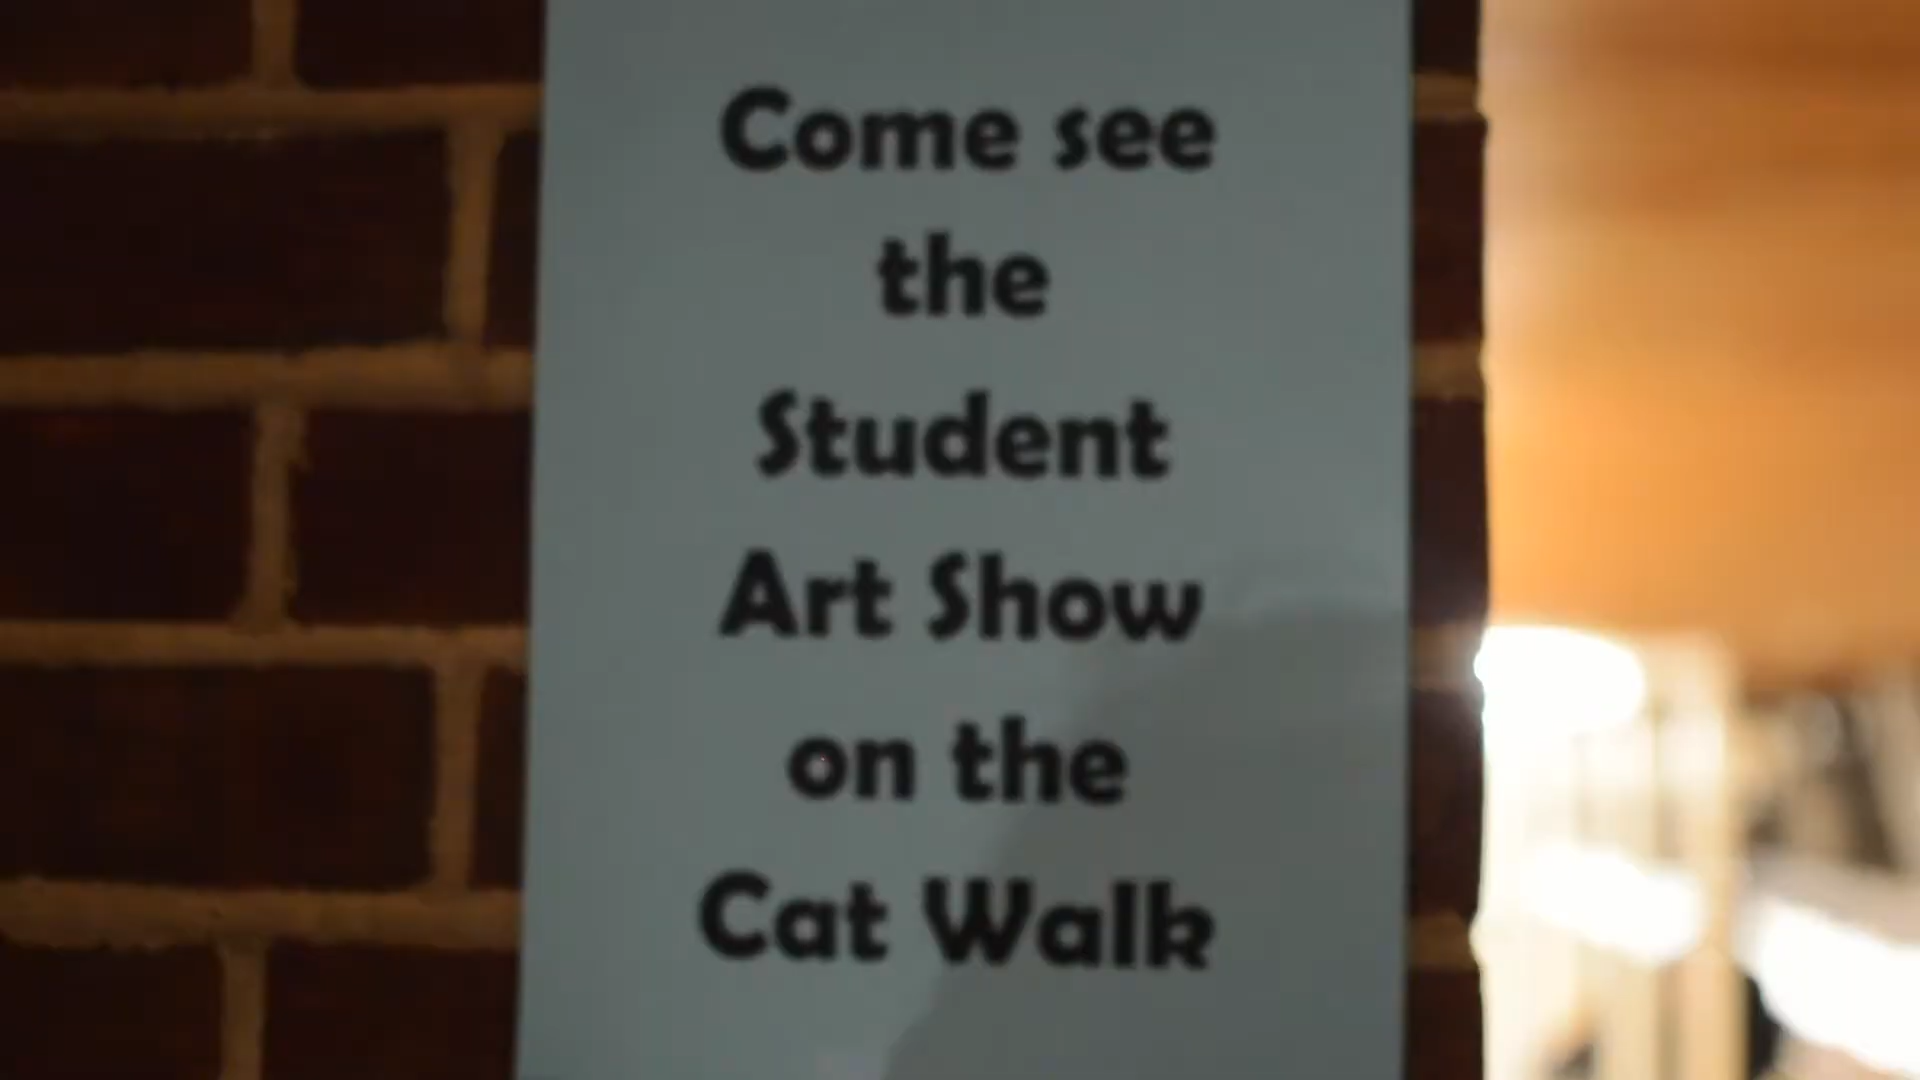 Come see
the
Student
Art Show
on the
Cat Walk